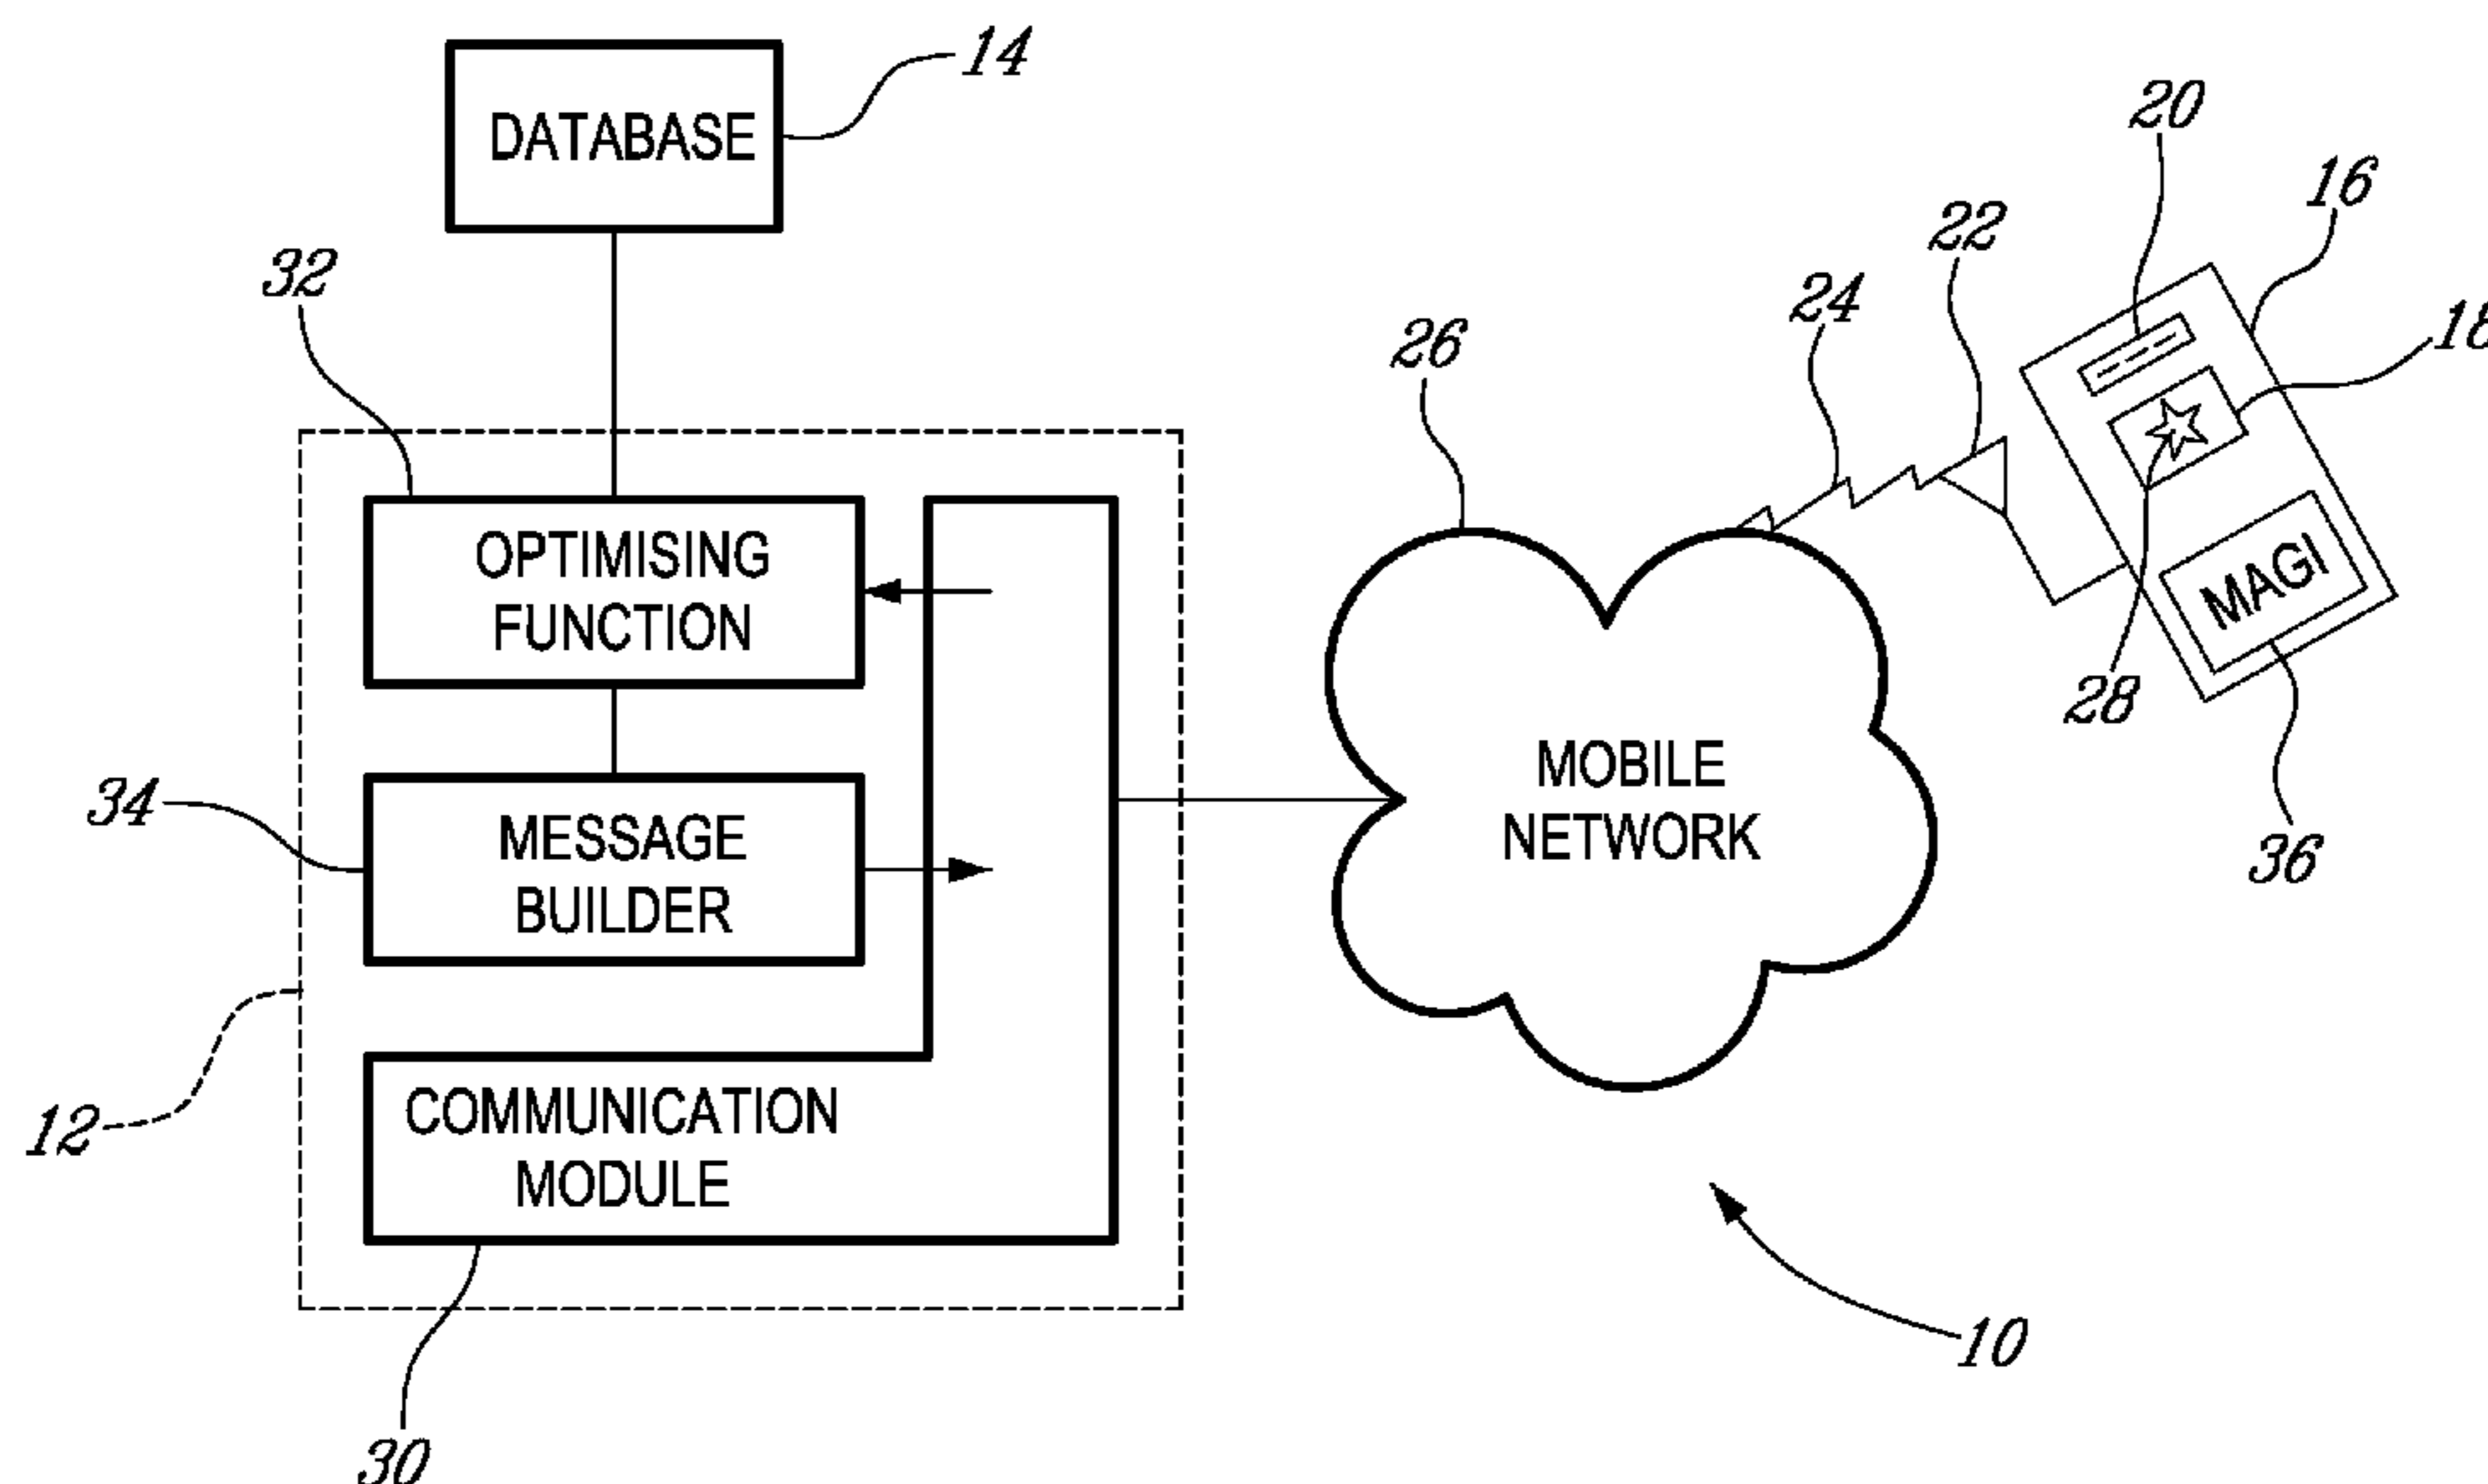 DATABASE
14
20
16
22
32
24
18
26
OPTIMISING
FUNCTION
MAGI
28
MOBILE
NETWORK
34
MESSAGE
BUILDER
36
12
COMMUNICATION
MODULE
10
30